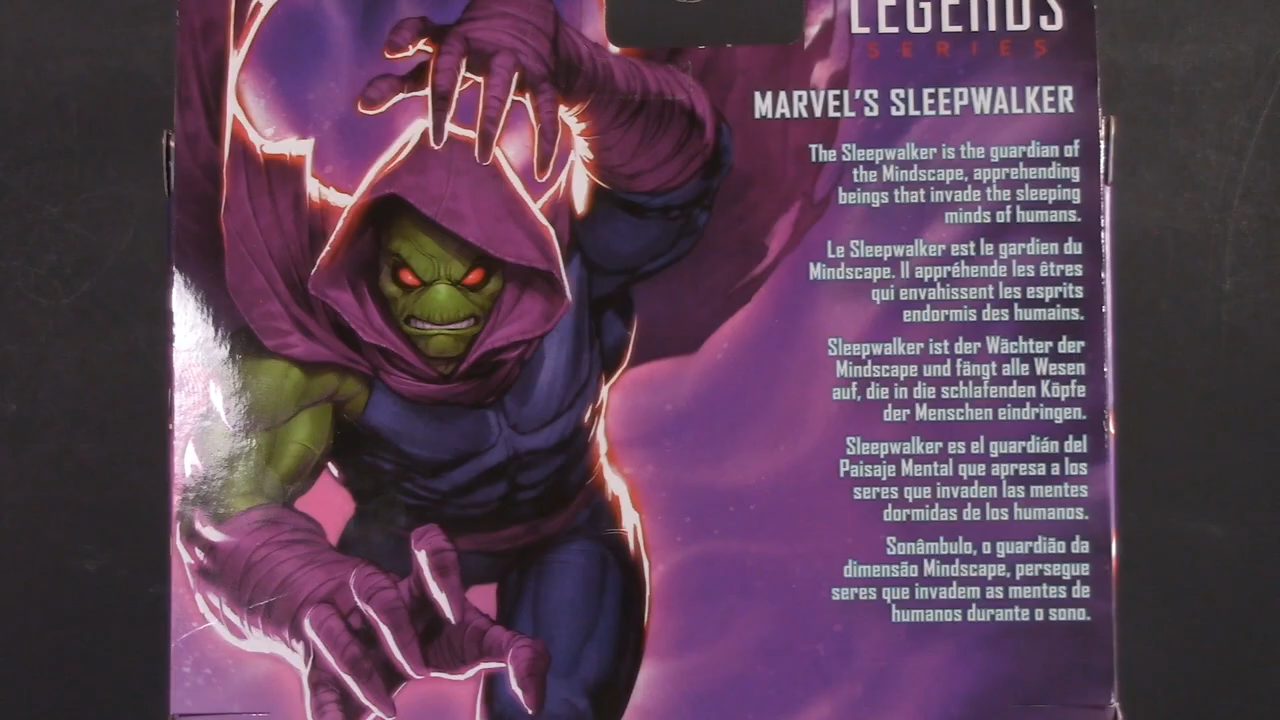 LEGENDS
SERIES
MARVEL'S SLEEPWALKER
The Sleepwalker is the guardian of
the Mindscape, apprehending
beings that invade the sleeping
minds of humans.
Le Sleepwalker est le gardien du
Mindscape. Il appréhende les êtres
qui envahissent les esprits
endormis des humains.
Sleepwalker ist der Wächter der
Mindscape und fängt alle Wesen
auf, die in die schlafenden Köpfe
der Menschen eindringen.
Sleepwalker es el guardián del
Paisaje Mental que apresa a los
seres que invaden las mentes
dormidas de los humanos.
Sonâmbulo, o guardião da
dimensão Mindscape, persegue
seres que invadem as mentes de
humanos durante o sono.